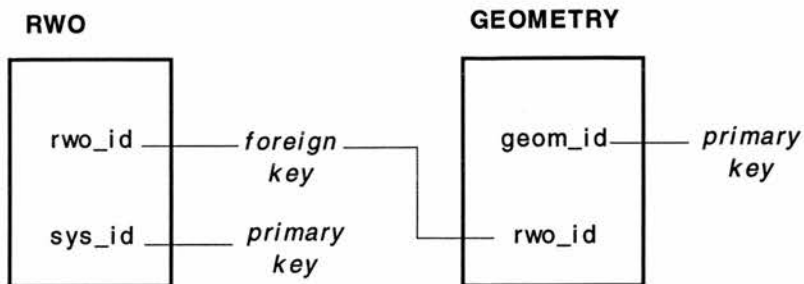 RWO
GEOMETRY
rwo_id
foreign
key
geom_id
primary
key
sys_id
primary
key
rwo_id